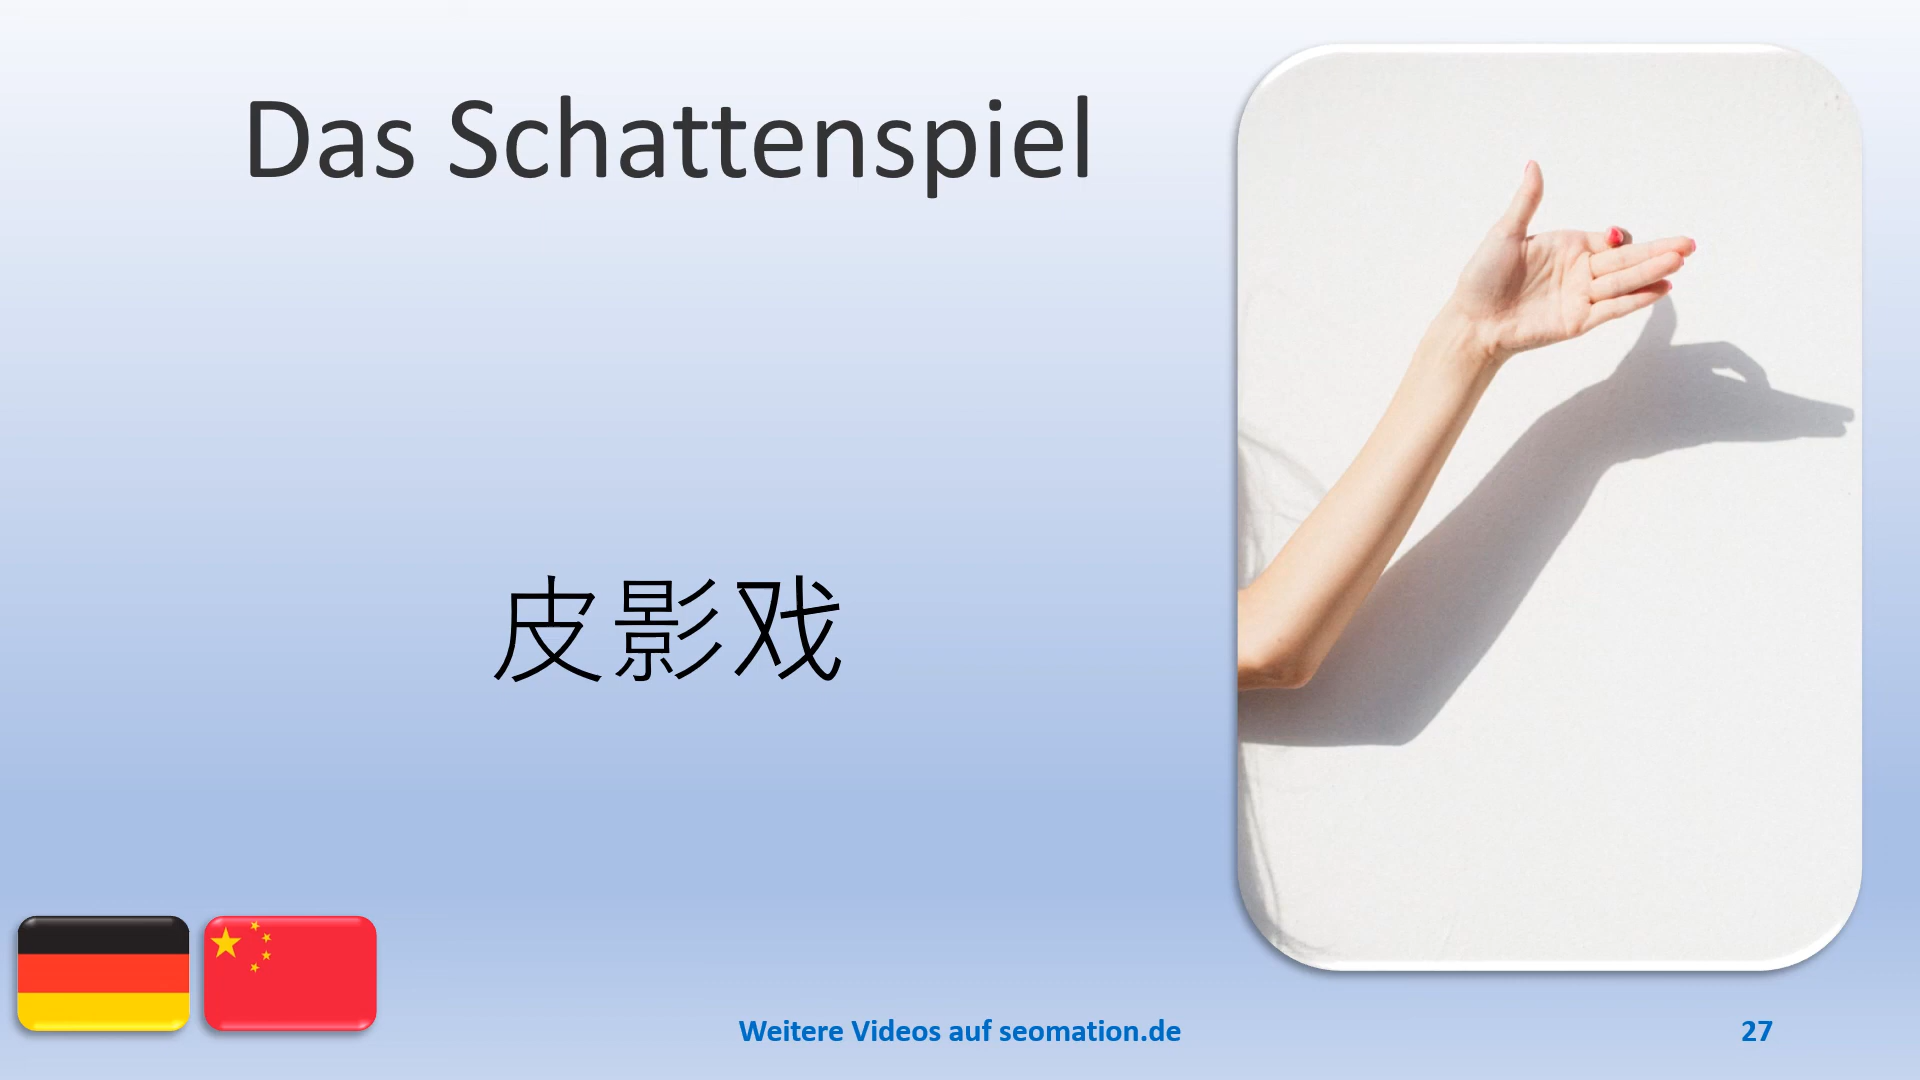 Das Schattenspiel
皮影戏
Weitere Videos auf seomation.de
27